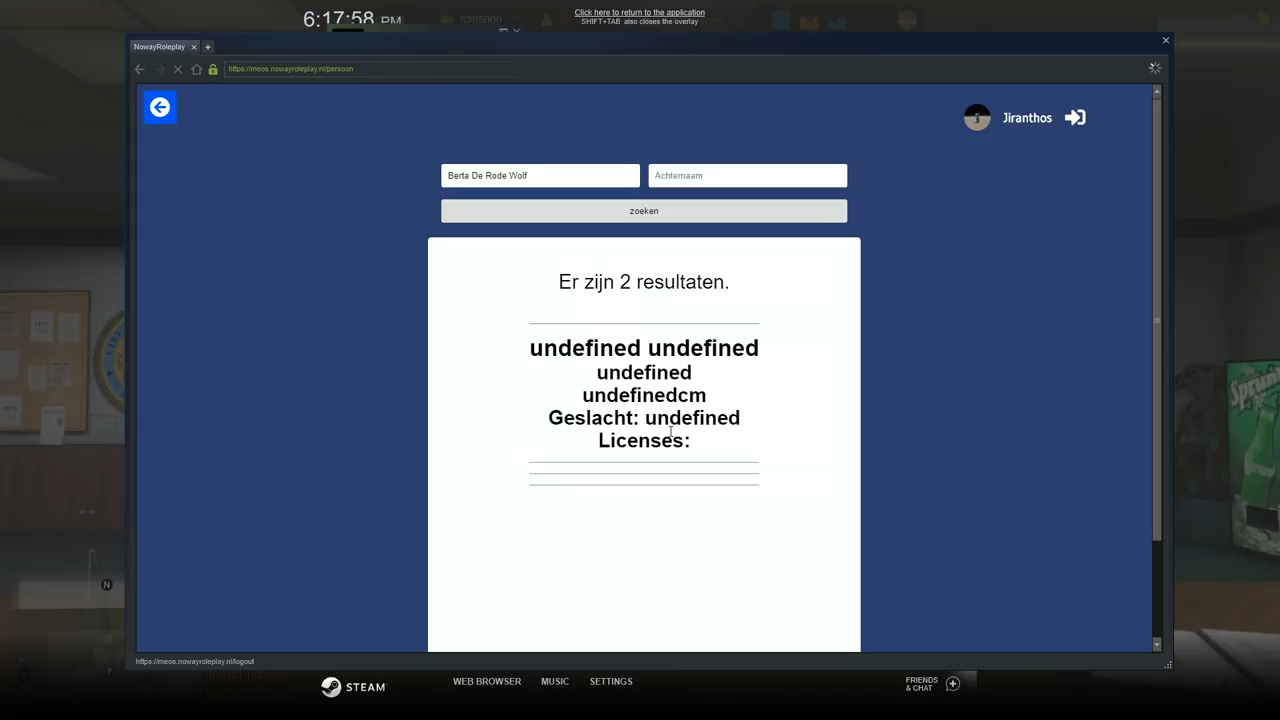 6:17:58 PM
$285000
Click here to return to the application
SHIFT+TAB also closes the overlay
NowayRoleplay
https://meos.nowayroleplay.nl/persoon
Jiranthos
Berta De Rode Wolf
Achternaam
zoeken
Er zijn 2 resultaten.
undefined undefined
undefined
undefinedcm
Geslacht: undefined
Licenses:
N
https://meos.nowayroleplay.nl/logout
STEAM
WEB BROWSER
MUSIC
SETTINGS
FRIENDS
& CHAT